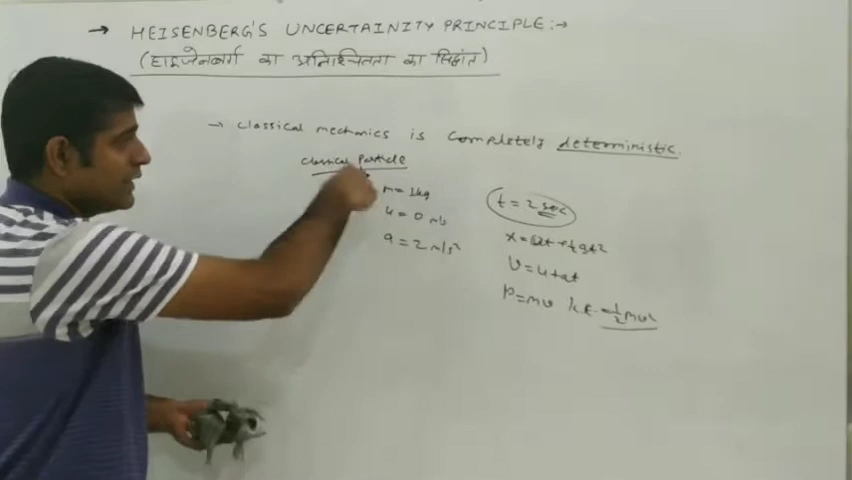 → HEISENBERG'S UNCERTAINITY PRINCIPLE :→
(हाइजेनबर्ग का अनिश्चितता का सिद्धांत)
→ classical mechanics is completely deterministic.
classical particle
m = 1kg
u = 0 m/s
a = 2 m/s²
t = 2 sec
x = ut + ½at²
v = u + at
p = mv K.E = ½mv²